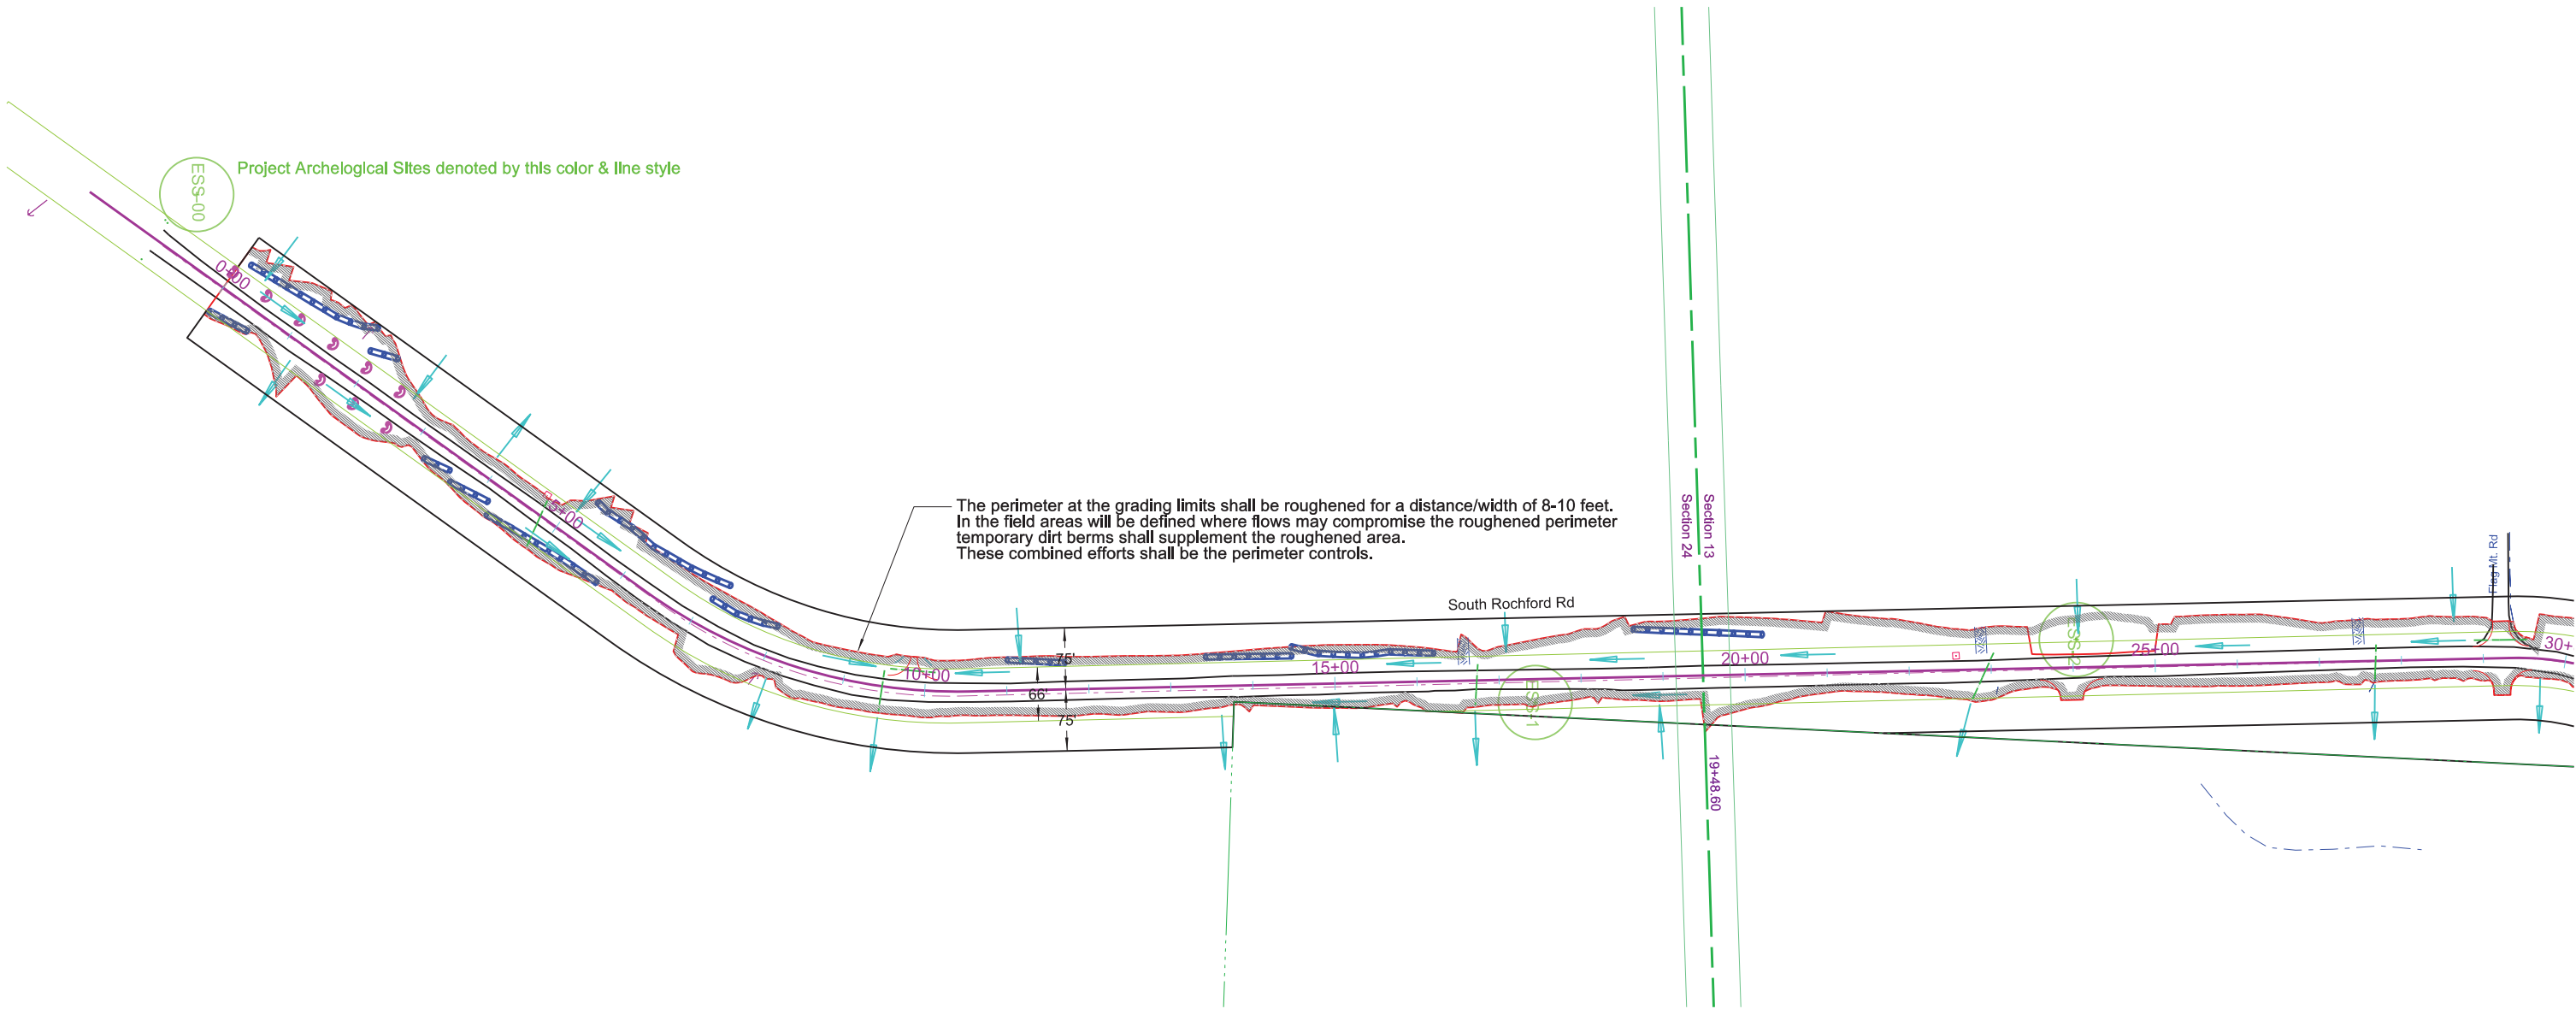 ESS-00
Project Archelogical Sites denoted by this color & line style
0+00
5+00
The perimeter at the grading limits shall be roughened for a distance/width of 8-10 feet.
In the field areas will be defined where flows may compromise the roughened perimeter
temporary dirt berms shall supplement the roughened area.
These combined efforts shall be the perimeter controls.
Section 24
Section 13
Flag Mt. Rd
South Rochford Rd
75'
66'
75'
10+00
15+00
20+00
25+00
30+
ESS-1
ESS-2
19+48.60